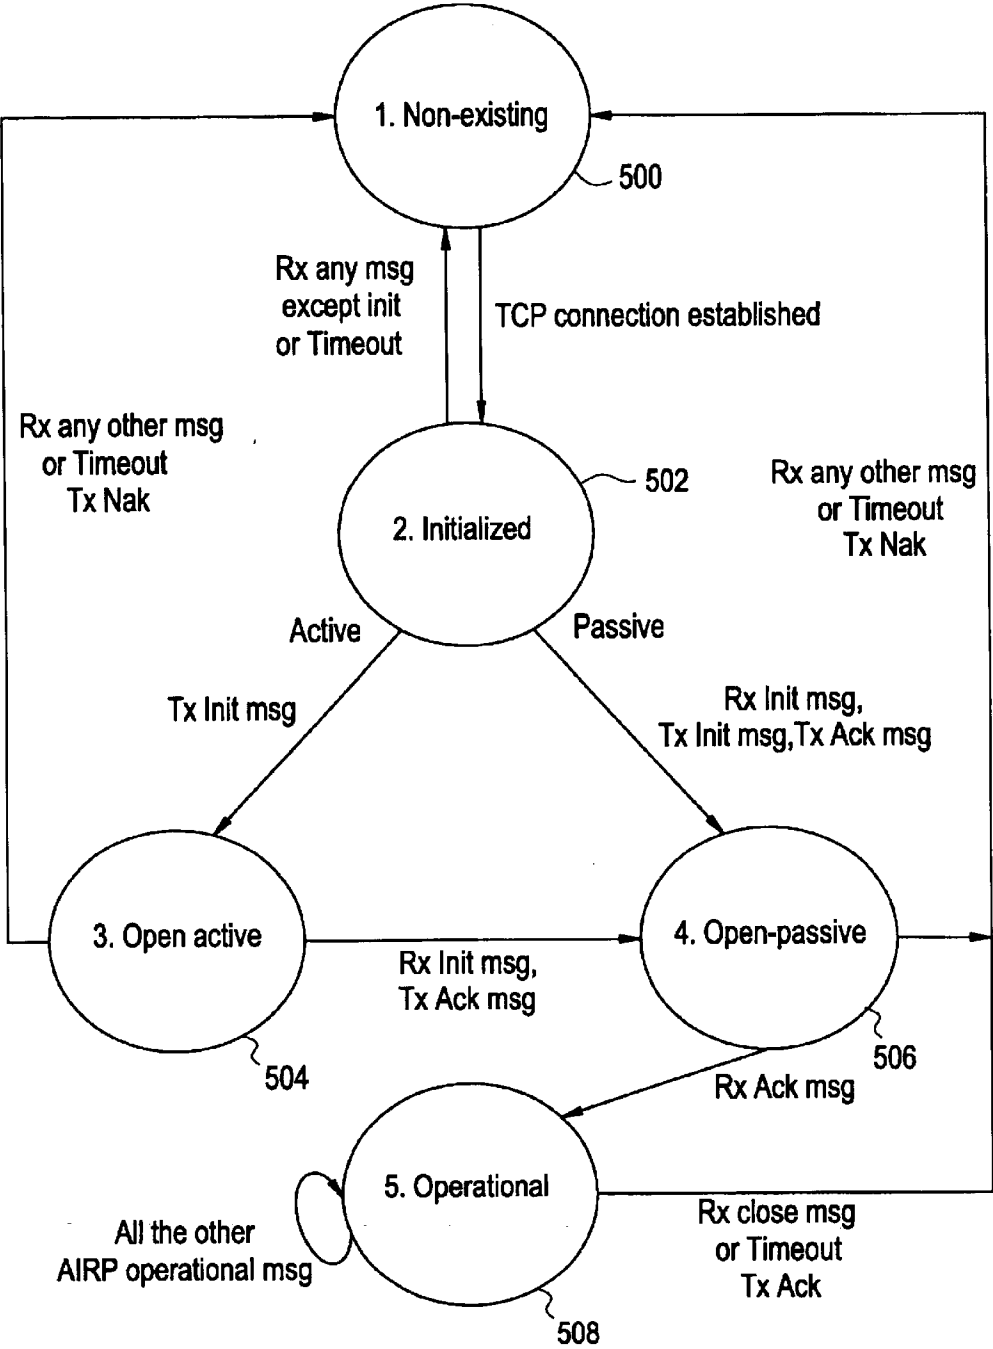 1. Non-existing
500
Rx any msg
except init
or Timeout
TCP connection established
Rx any other msg
or Timeout
Tx Nak
502
Rx any other msg
or Timeout
Tx Nak
2. Initialized
Active
Passive
Tx Init msg
Rx Init msg,
Tx Init msg,Tx Ack msg
3. Open active
4. Open-passive
Rx Init msg,
Tx Ack msg
504
506
Rx Ack msg
5. Operational
All the other
AIRP operational msg
Rx close msg
or Timeout
Tx Ack
508